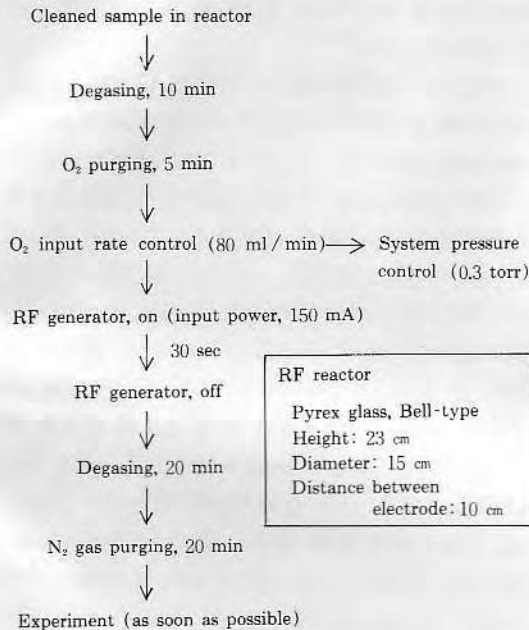 Cleaned sample in reactor
Degasing, 10 min
O₂ purging, 5 min
O₂ input rate control (80 ml/min)
System pressure
control (0.3 torr)
RF generator, on (input power, 150 mA)
30 sec
RF generator, off
Degasing, 20 min
N₂ gas purging, 20 min
Experiment (as soon as possible)
RF reactor
Pyrex glass, Bell-type
Height: 23 cm
Diameter: 15 cm
Distance between
electrode: 10 cm